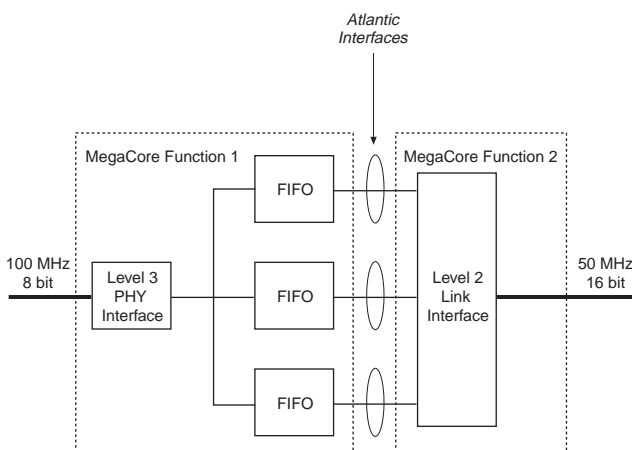 Atlantic
Interfaces
MegaCore Function 1
MegaCore Function 2
FIFO
100 MHz
8 bit
Level 3
PHY
Interface
FIFO
Level 2
Link
Interface
50 MHz
16 bit
FIFO